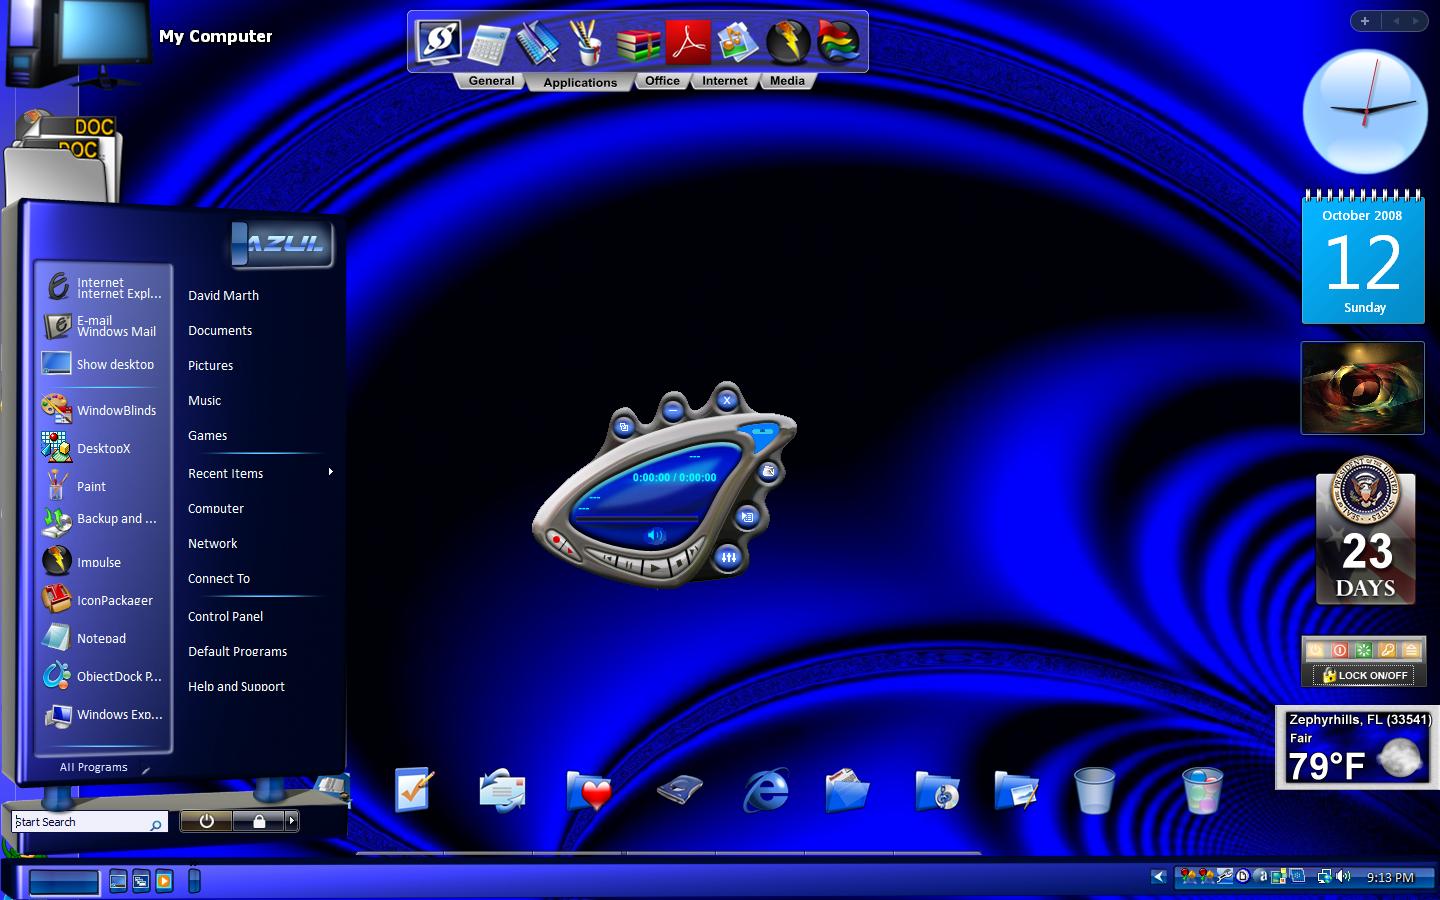 My Computer
General
Applications
Office
Internet
Media
DOC
DOC
October 2008
12
Sunday
AZUL
Internet
Internet Expl...
E-mail
Windows Mail
Show desktop
WindowBlinds
DesktopX
Paint
Backup and ...
Impulse
IconPackager
Notepad
ObjectDock P...
Windows Exp...
All Programs
David Marth
Documents
Pictures
Music
Games
Recent Items
Computer
Network
Connect To
Control Panel
Default Programs
Help and Support
Start Search
X
---
0:00:00 / 0:00:00
---
---
23
DAYS
LOCK ON/OFF
Zephyrhills, FL (33541)
Fair
79°F
9:13 PM